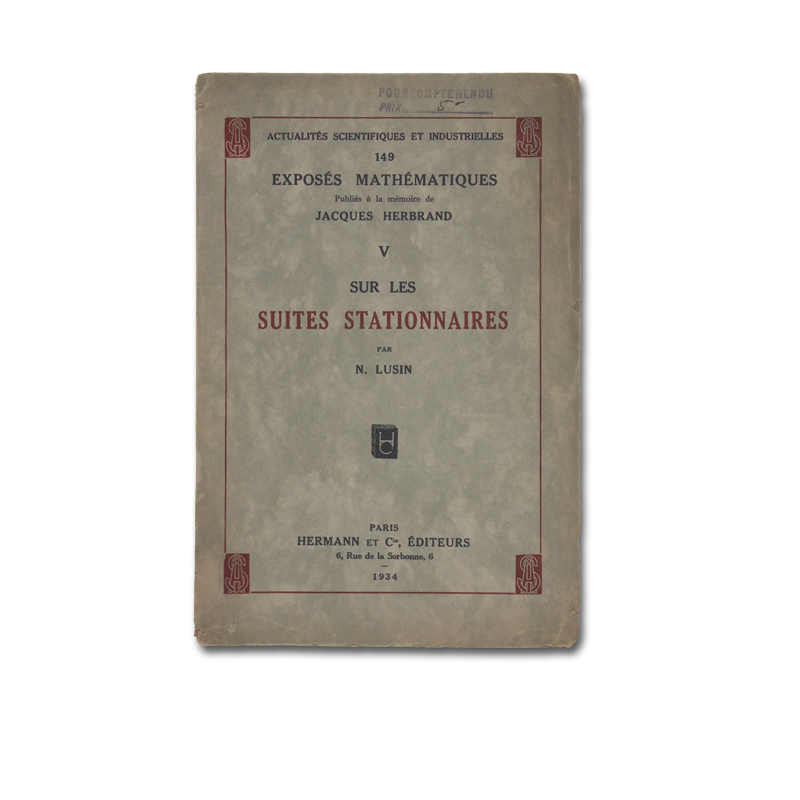 POUR COMPTE RENDU
PRIX 5
ACTUALITÉS SCIENTIFIQUES ET INDUSTRIELLES
149
EXPOSÉS MATHÉMATIQUES
Publiés à la mémoire de
JACQUES HERBRAND
V
SUR LES
SUITES STATIONNAIRES
PAR
N. LUSIN
HC
PARIS
HERMANN ET Cie, ÉDITEURS
6, Rue de la Sorbonne, 6
1934